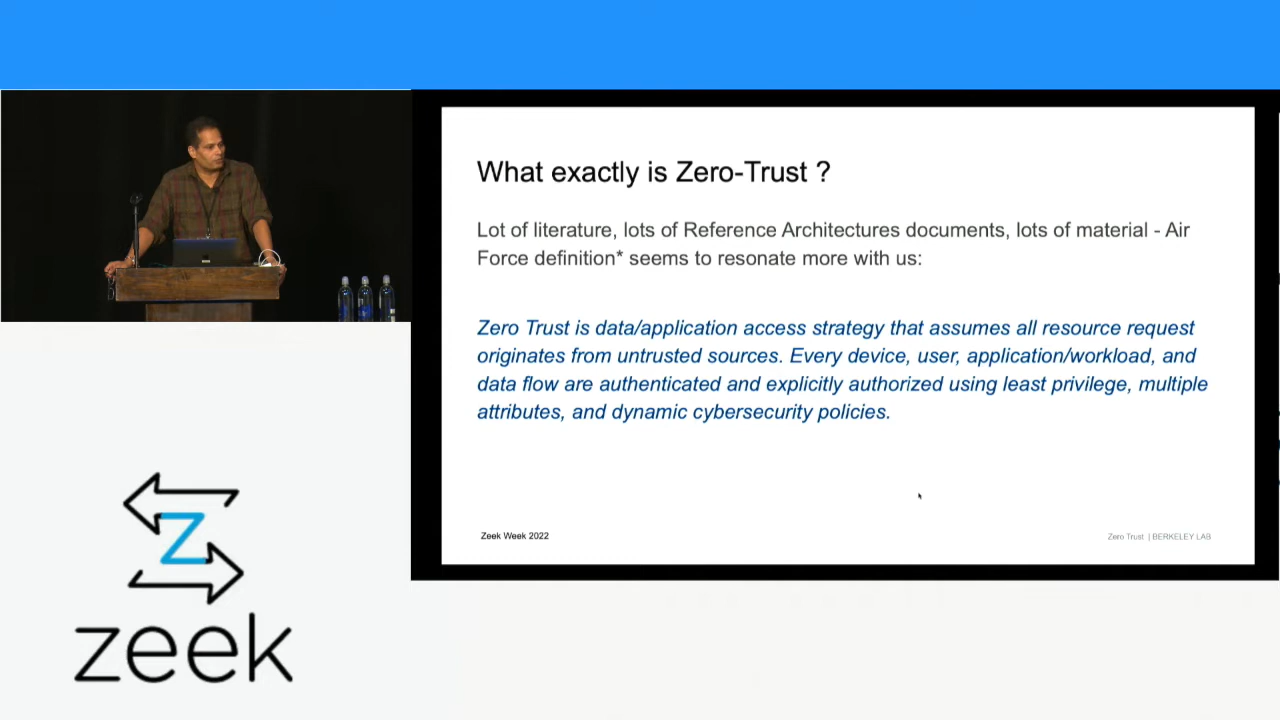 What exactly is Zero-Trust ?
Lot of literature, lots of Reference Architectures documents, lots of material - Air
Force definition* seems to resonate more with us:
Zero Trust is data/application access strategy that assumes all resource request
originates from untrusted sources. Every device, user, application/workload, and
data flow are authenticated and explicitly authorized using least privilege, multiple
attributes, and dynamic cybersecurity policies.
Zeek Week 2022
Zero Trust | BERKELEY LAB
Z
zeek